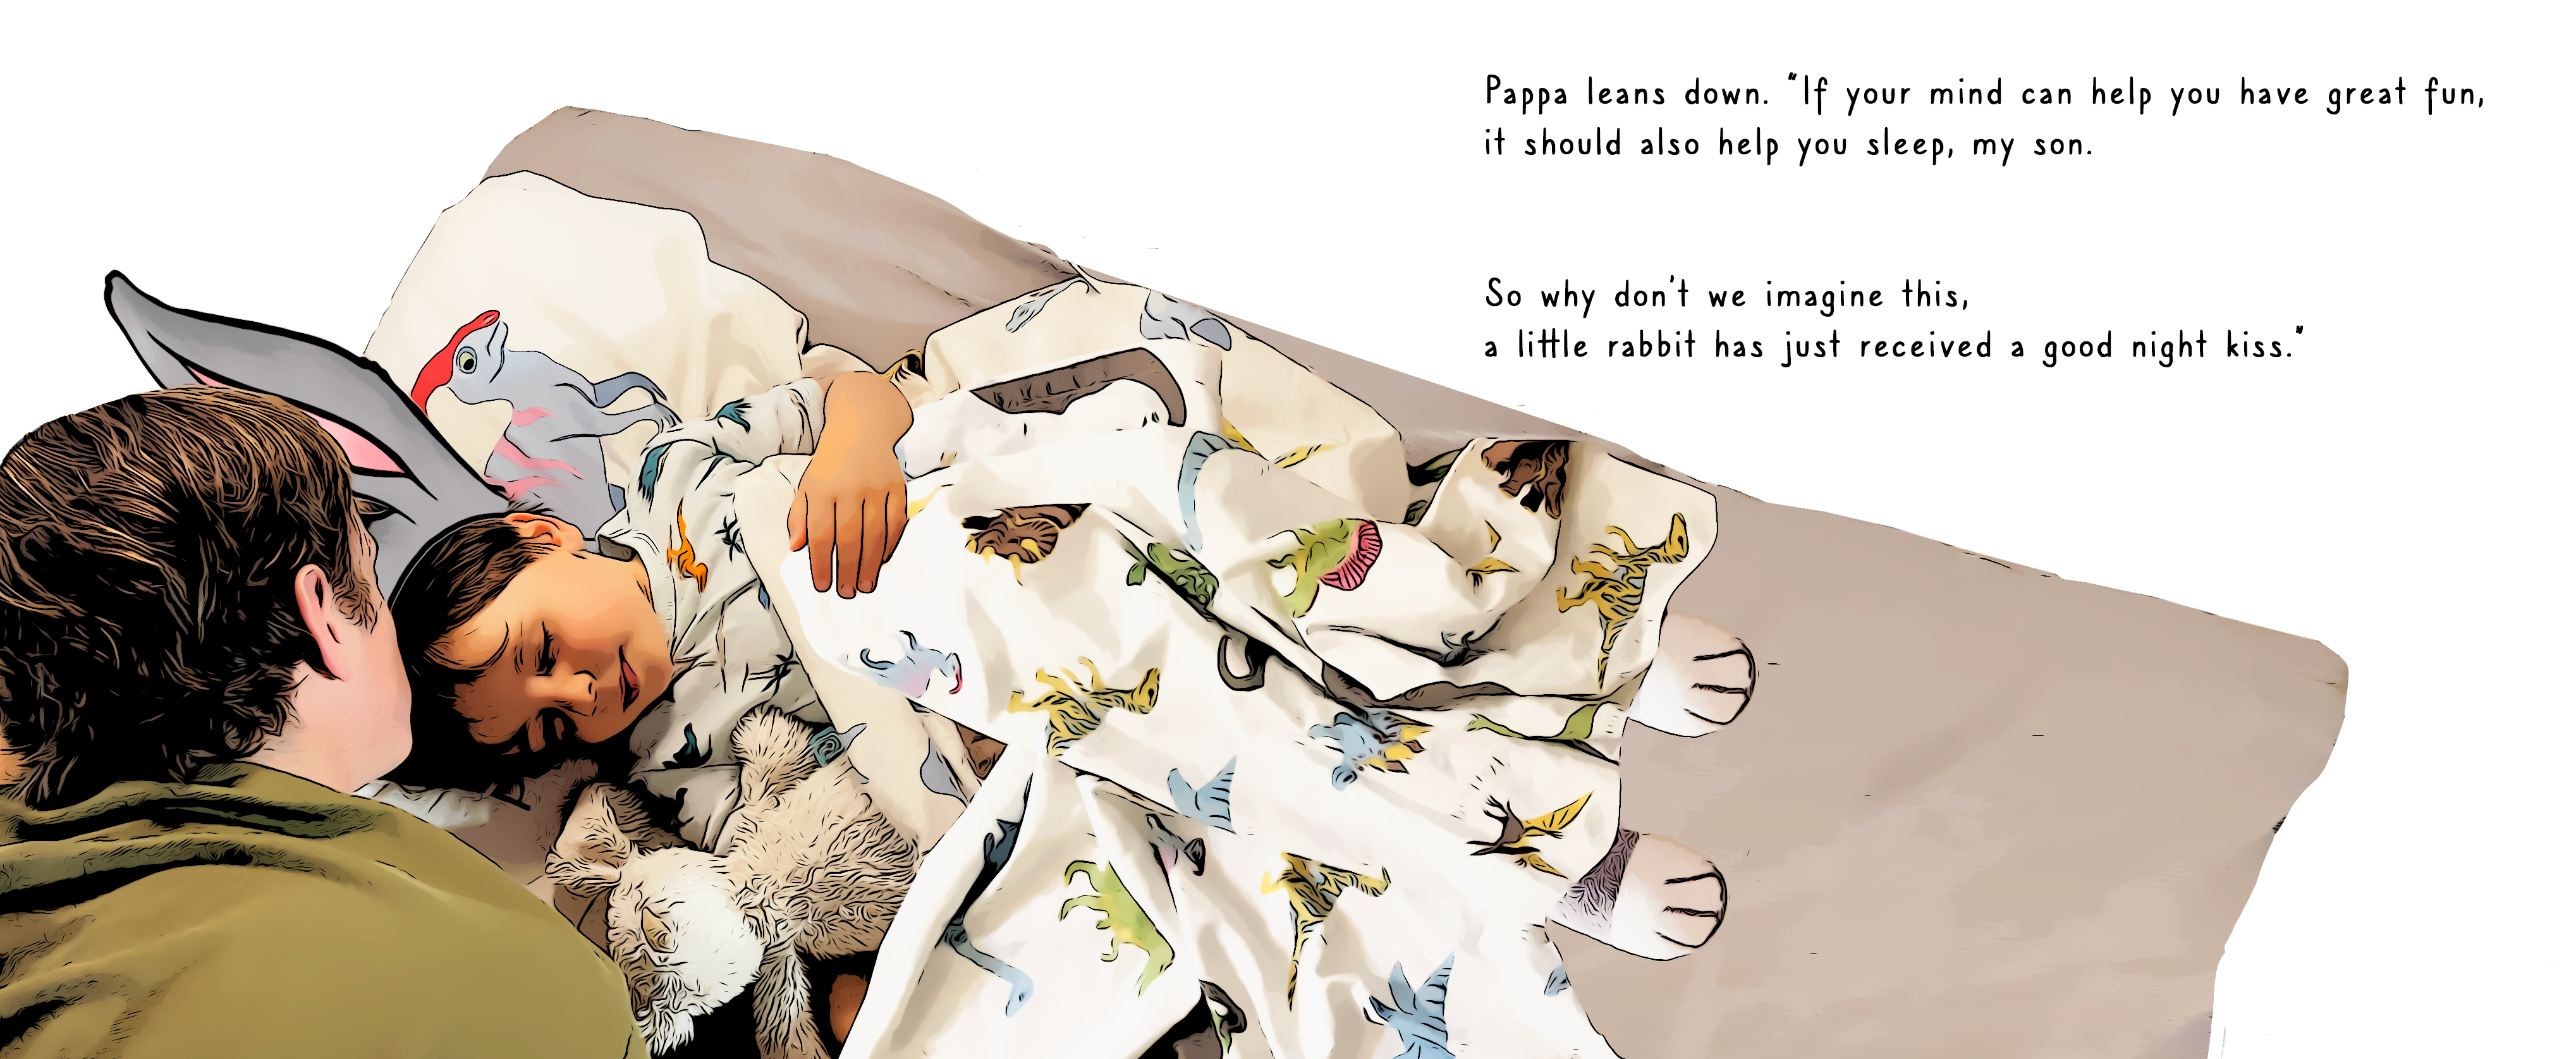 Pappa leans down. "If your mind can help you have great fun,
it should also help you sleep, my son.
So why don't we imagine this,
a little rabbit has just received a good night kiss."